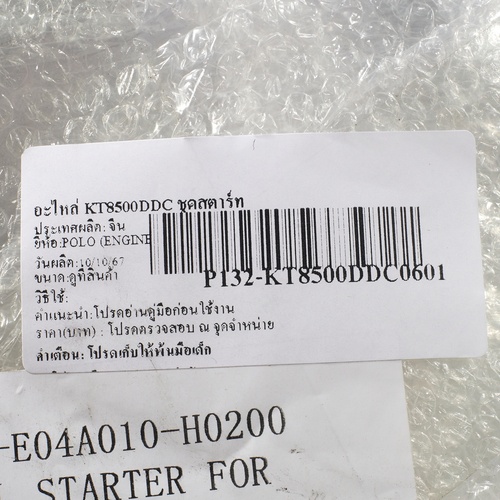 อะไหล่ KT8500DDC ชุดสตาร์ท
ประเทศผลิต: จีน
ยี่ห้อ:POLO (ENGINE
วันผลิต:10/10/67
ขนาด:ดูที่สินค้า
P132-KT8500DDC0601
วิธีใช้:
คำแนะนำ:โปรดอ่านคู่มือก่อนใช้งาน
ราคา(บาท) : โปรดตรวจสอบ ณ จุดจำหน่าย
คำเตือน: โปรดเก็บให้พ้นมือเด็ก
-E04A010-H0200
STARTER FOR